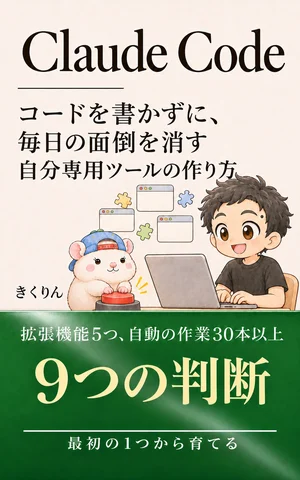 Claude Code
コードを書かずに、
毎日の面倒を消す
自分専用ツールの作り方
きくりん
拡張機能5つ、自動の作業30本以上
9つの判断
最初の1つから育てる